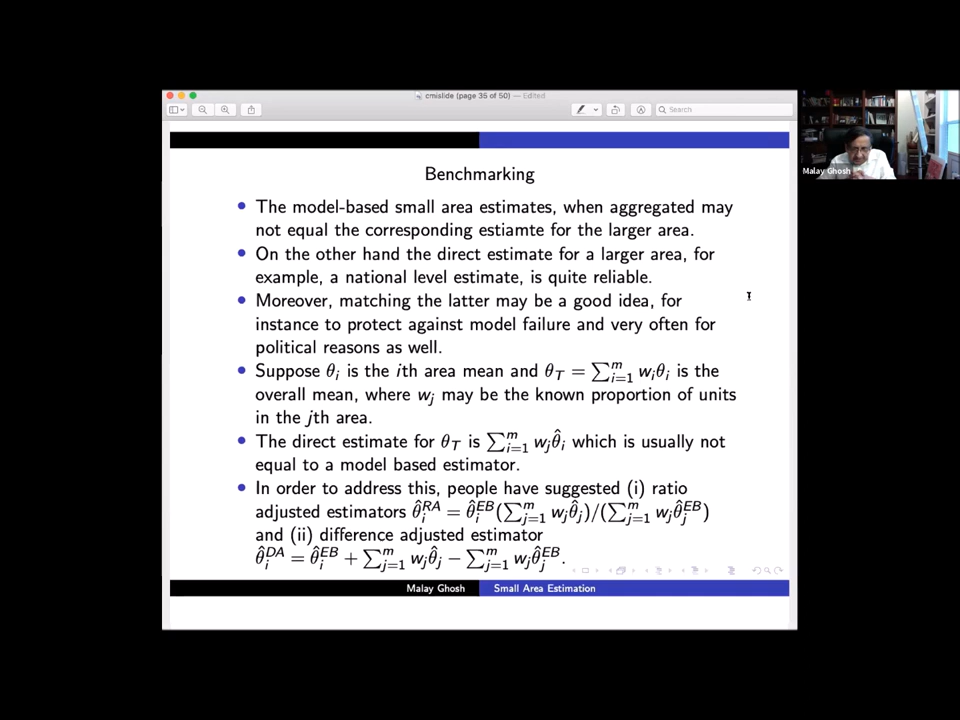 cmislide (page 35 of 50) — Edited
Search
Benchmarking
The model-based small area estimates, when aggregated may
not equal the corresponding estiamte for the larger area.
On the other hand the direct estimate for a larger area, for
example, a national level estimate, is quite reliable.
Moreover, matching the latter may be a good idea, for
instance to protect against model failure and very often for
political reasons as well.
Suppose θ_i is the ith area mean and θ_T = ∑_{i=1}^m w_iθ_i is the
overall mean, where w_j may be the known proportion of units
in the jth area.
The direct estimate for θ_T is ∑_{i=1}^m w_jθ̂_i which is usually not
equal to a model based estimator.
In order to address this, people have suggested (i) ratio
adjusted estimators θ̂_i^{RA} = θ̂_i^{EB}(∑_{j=1}^m w_jθ̂_j)/(∑_{j=1}^m w_jθ̂_j^{EB})
and (ii) difference adjusted estimator
θ̂_i^{DA} = θ̂_i^{EB} + ∑_{j=1}^m w_jθ̂_j − ∑_{j=1}^m w_jθ̂_j^{EB}.
Malay Ghosh Small Area Estimation
Malay Ghosh